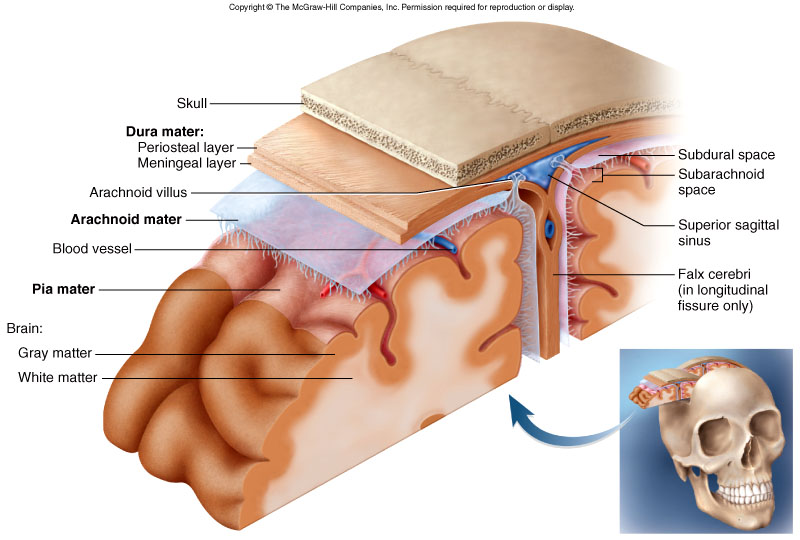 Copyright © The McGraw-Hill Companies, Inc. Permission required for reproduction or display.
Skull
Dura mater:
Periosteal layer
Meningeal layer
Arachnoid villus
Arachnoid mater
Blood vessel
Pia mater
Brain:
Gray matter
White matter
Subdural space
Subarachnoid
space
Superior sagittal
sinus
Falx cerebri
(in longitudinal
fissure only)